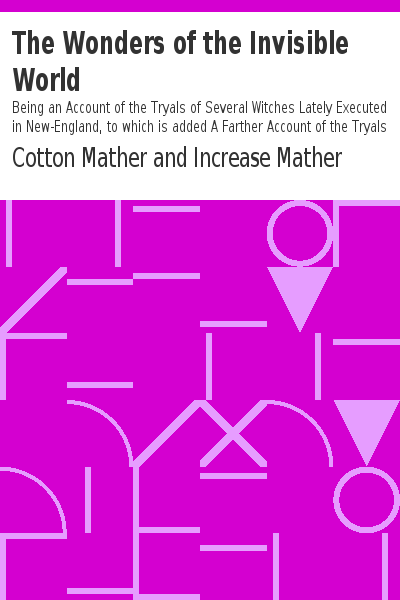 The Wonders of the Invisible
World
Being an Account of the Tryals of Several Witches Lately Executed
in New-England, to which is added A Farther Account of the Tryals
Cotton Mather and Increase Mather